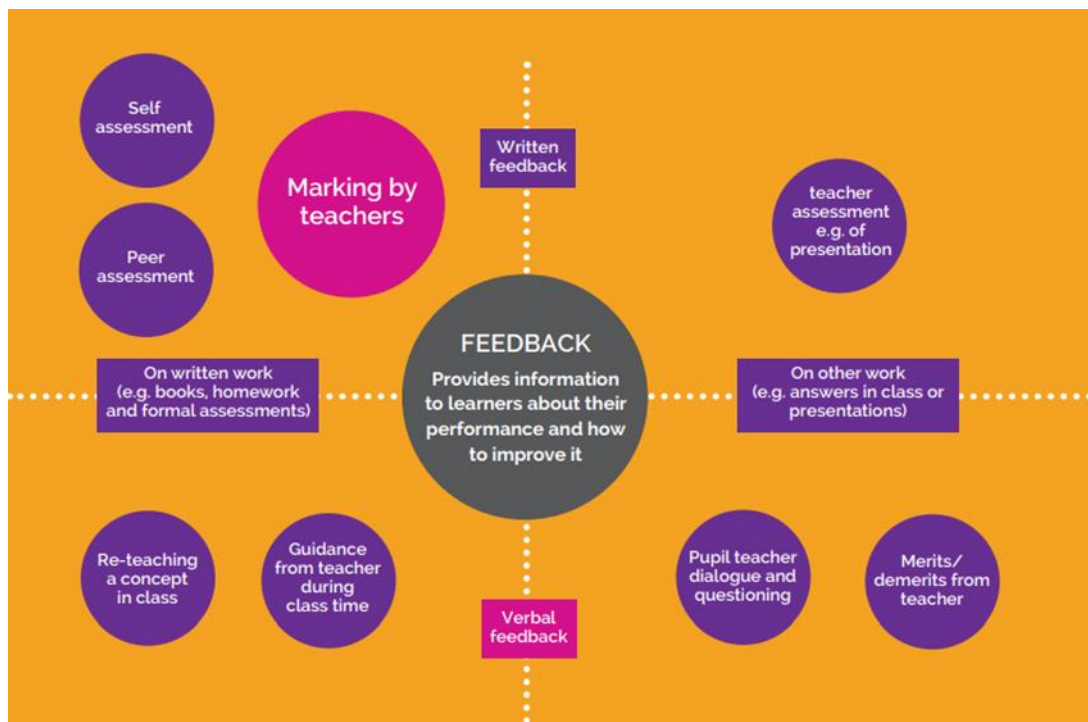 Self
assessment
Marking by
teachers
Written
feedback
teacher
assessment
e.g. of
presentation
Peer
assessment
On written work
(e.g. books, homework
and formal assessments)
FEEDBACK
Provides information
to learners about their
performance and how
to improve it
On other work
(e.g. answers in class or
presentations)
Re-teaching
a concept
in class
Guidance
from teacher
during
class time
Verbal
feedback
Pupil teacher
dialogue and
questioning
Merits/
demerits from
teacher